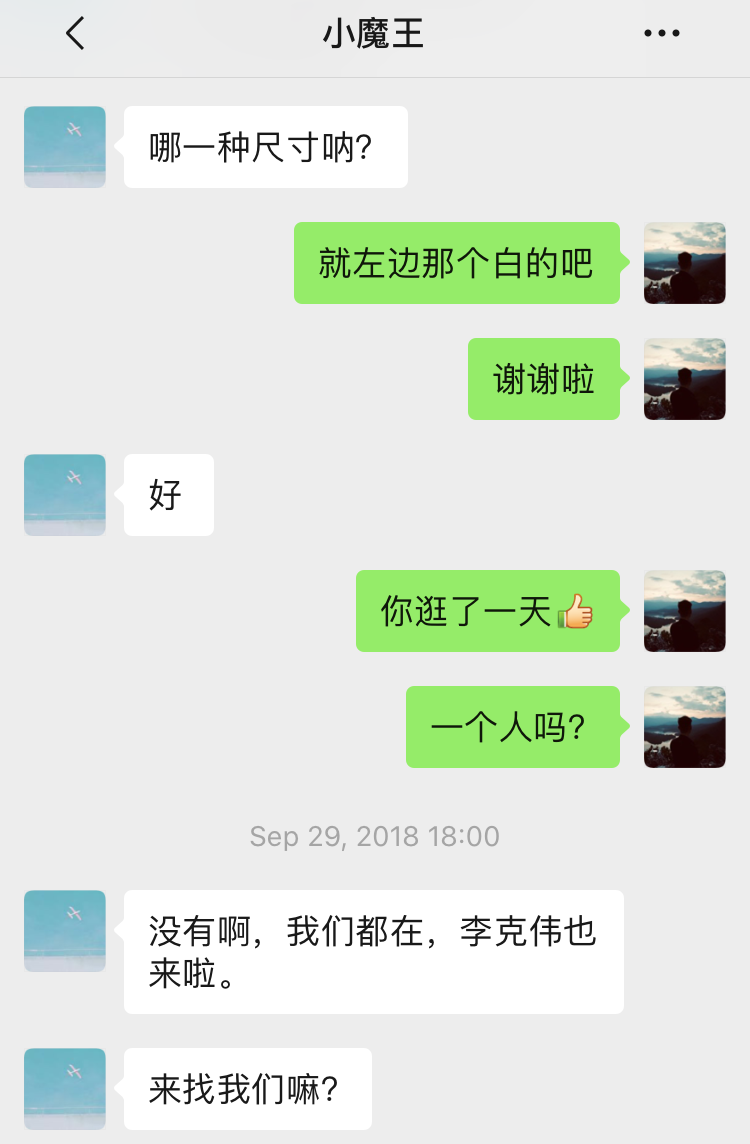 小魔王
哪一种尺寸呐?
就左边那个白的吧
谢谢啦
好
你逛了一天👍
一个人吗?
Sep 29, 2018 18:00
没有啊，我们都在，李克伟也
来啦。
来找我们嘛?